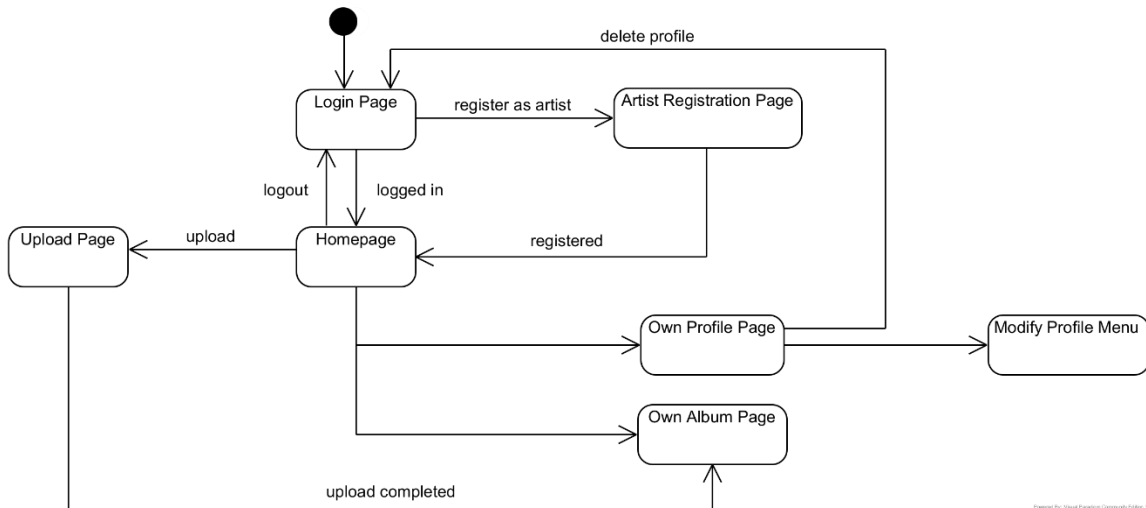 delete profile
Login Page
register as artist
Artist Registration Page
logout
logged in
Upload Page
upload
Homepage
registered
Own Profile Page
Modify Profile Menu
Own Album Page
upload completed